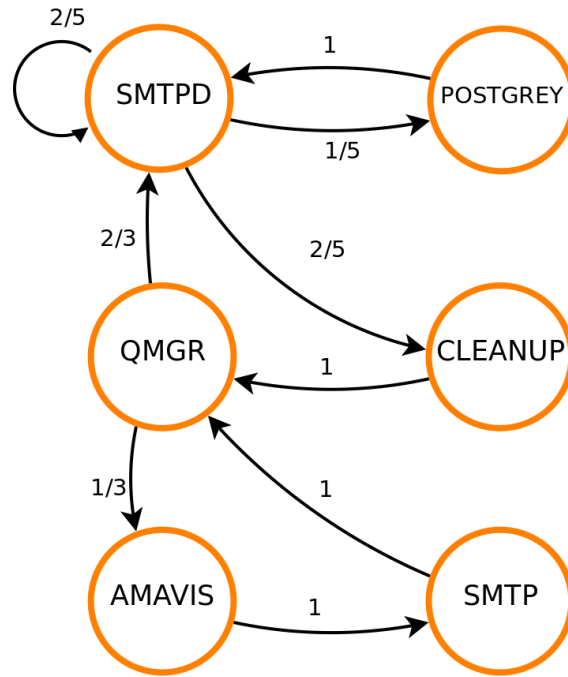 2/5
1
SMTPD
POSTGREY
1/5
2/3
2/5
QMGR
CLEANUP
1
1/3
1
AMAVIS
SMTP
1